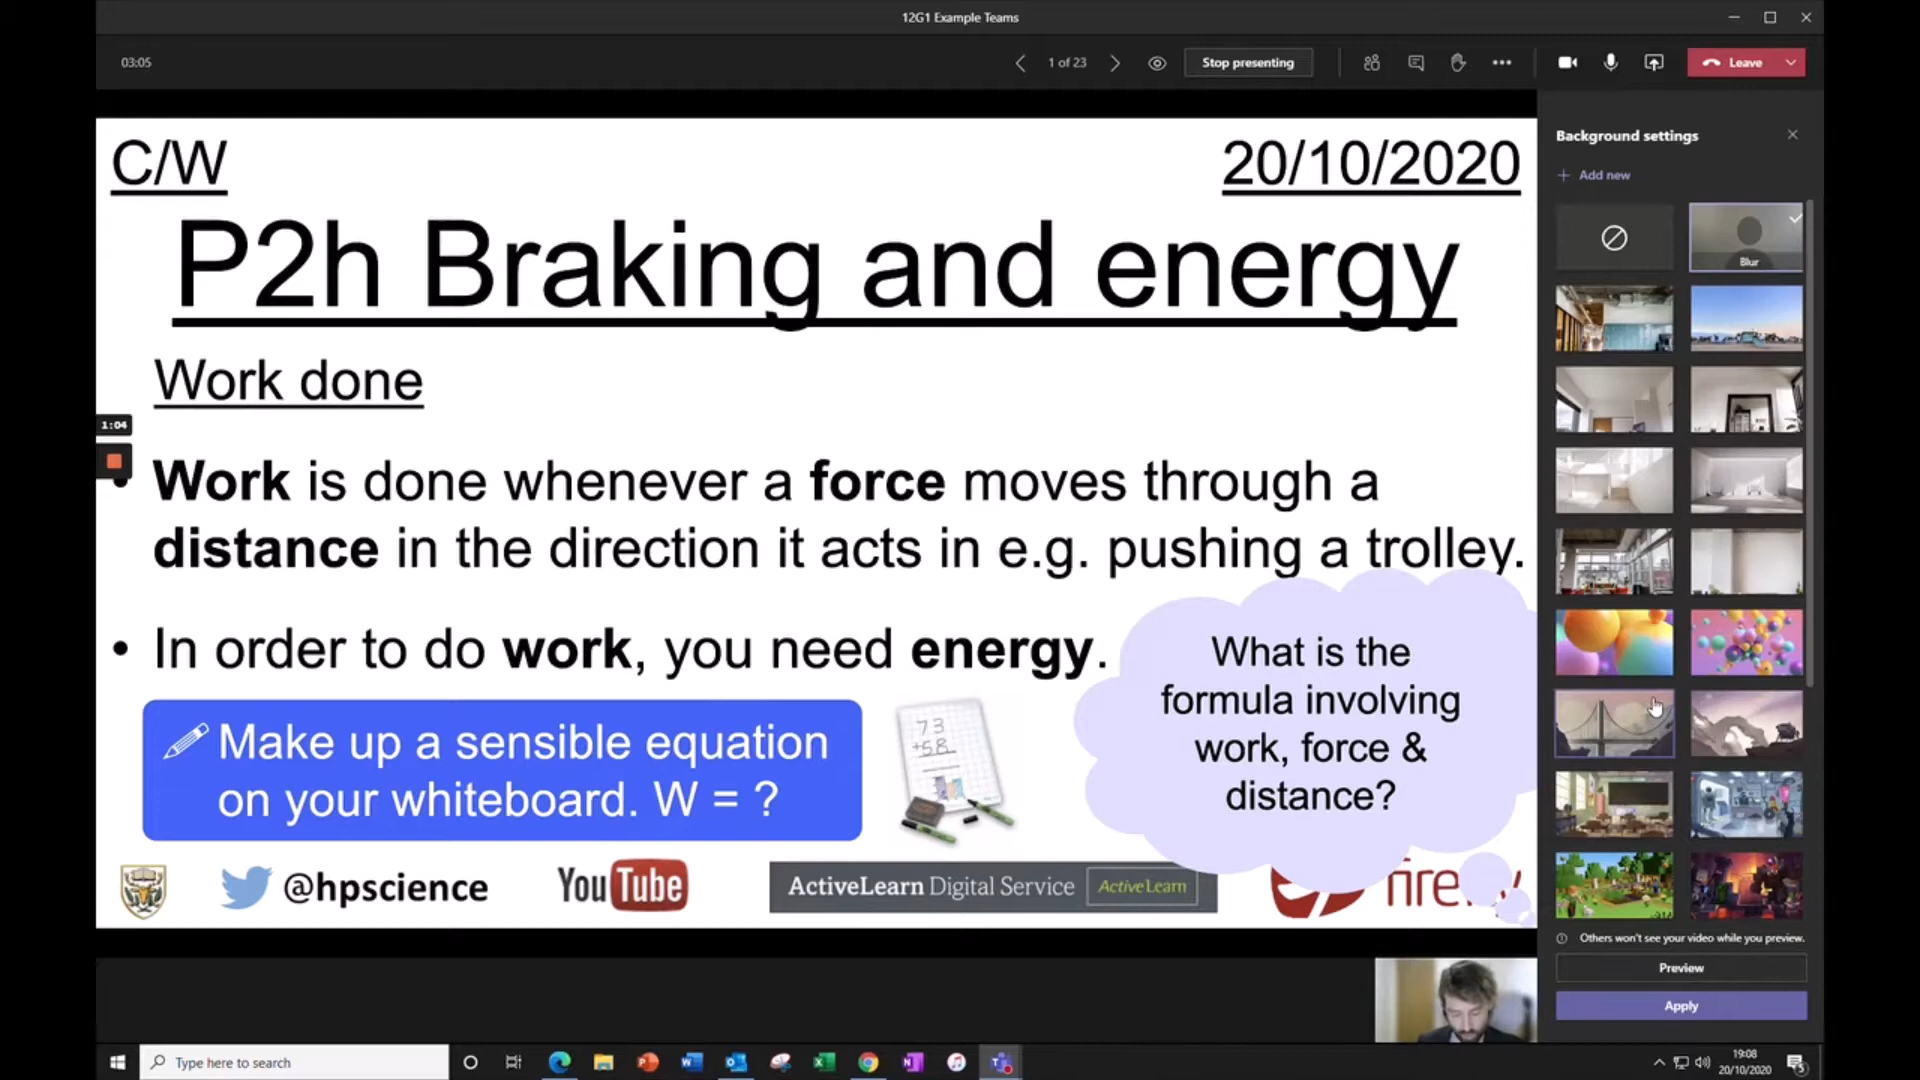 12G1 Example Teams
03:05
1 of 23
Stop presenting
Leave
C/W
20/10/2020
P2h Braking and energy
Work done
1:04
• Work is done whenever a force moves through a
distance in the direction it acts in e.g. pushing a trolley.
• In order to do work, you need energy.
Make up a sensible equation
on your whiteboard. W = ?
73
+58
What is the
formula involving
work, force &
distance?
@hpscience
YouTube
ActiveLearn Digital Service
ActiveLearn
firefly
Background settings
Add new
Blur
Others won't see your video while you preview.
Preview
Apply
Type here to search
19:08
20/10/2020
5